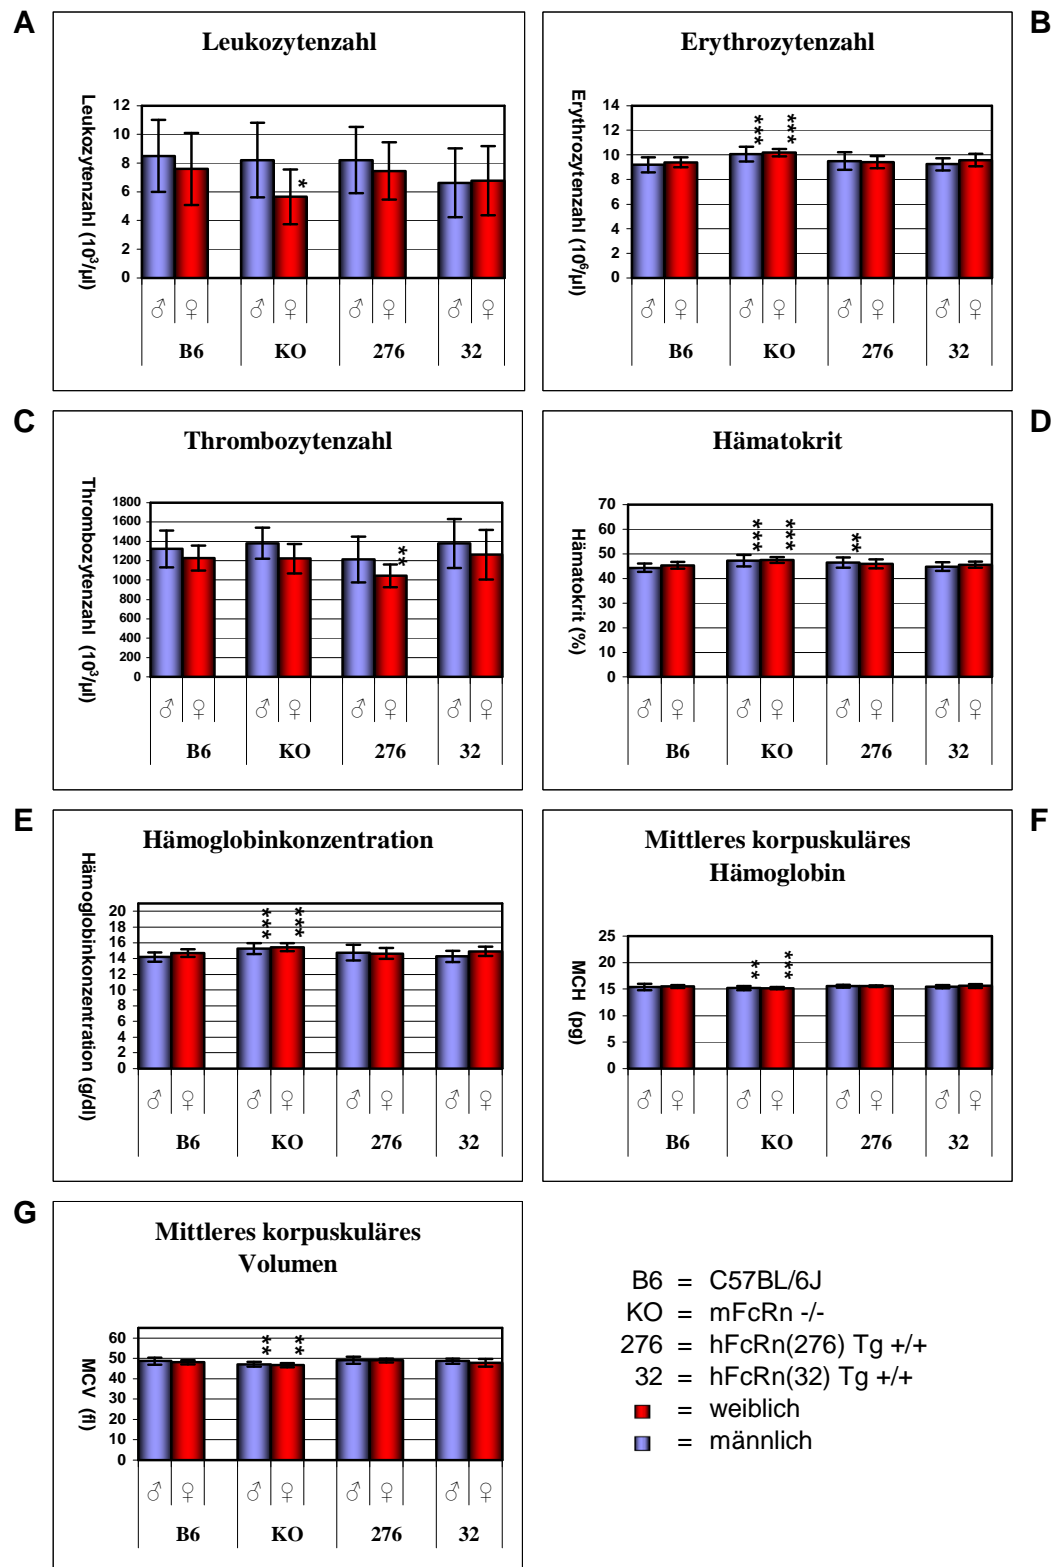 A
Leukozytenzahl
Leukozytenzahl (10³/µl)
12
10
8
6
4
2
0
*
♂ ♀ ♂ ♀ ♂ ♀ ♂ ♀
B6 KO 276 32
B
Erythrozytenzahl
Erythrozytenzahl (10⁶/µl)
14
12
10
8
6
4
2
0
*** ***
♂ ♀ ♂ ♀ ♂ ♀ ♂ ♀
B6 KO 276 32
C
Thrombozytenzahl
Thrombozytenzahl (10³/µl)
1800
1600
1400
1200
1000
800
600
400
200
0
**
♂ ♀ ♂ ♀ ♂ ♀ ♂ ♀
B6 KO 276 32
D
Hämatokrit
Hämatokrit (%)
70
60
50
40
30
20
10
0
*** *** **
♂ ♀ ♂ ♀ ♂ ♀ ♂ ♀
B6 KO 276 32
E
Hämoglobinkonzentration
Hämoglobinkonzentration (g/dl)
20
18
16
14
12
10
8
6
4
2
0
*** ***
♂ ♀ ♂ ♀ ♂ ♀ ♂ ♀
B6 KO 276 32
F
Mittleres korpuskuläres
Hämoglobin
MCH (pg)
25
20
15
10
5
0
** ***
♂ ♀ ♂ ♀ ♂ ♀ ♂ ♀
B6 KO 276 32
G
Mittleres korpuskuläres
Volumen
MCV (fl)
60
50
40
30
20
10
0
** **
♂ ♀ ♂ ♀ ♂ ♀ ♂ ♀
B6 KO 276 32
B6 = C57BL/6J
KO = mFcRn -/-
276 = hFcRn(276) Tg +/+
32 = hFcRn(32) Tg +/+
= weiblich
= männlich